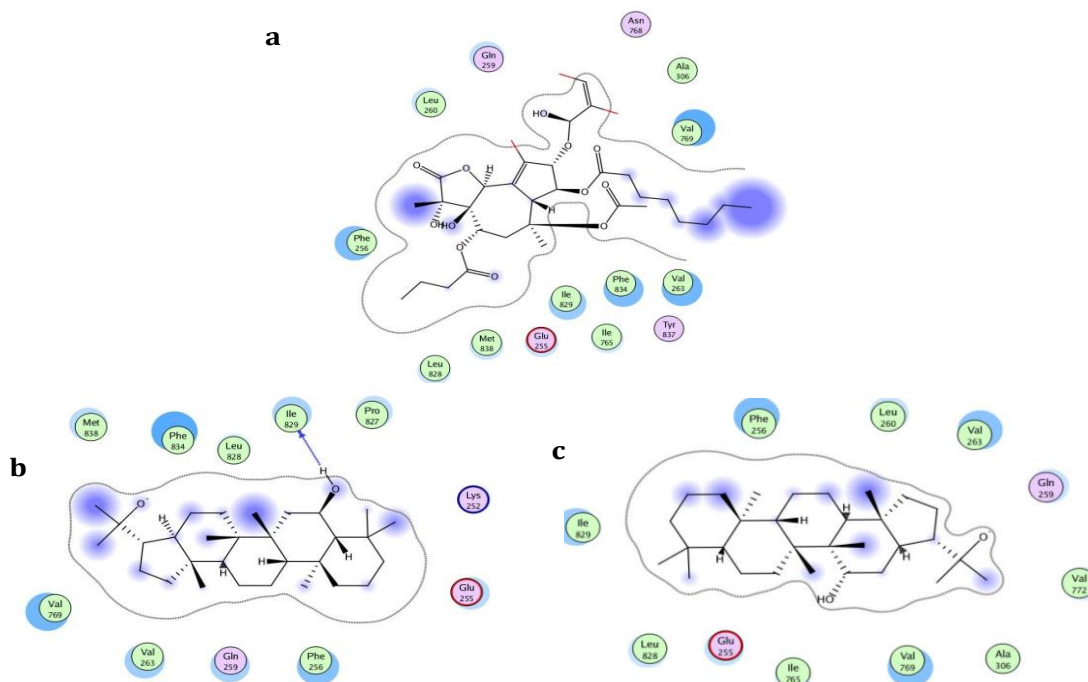 a
Asn
768
Gln
259
Ala
306
Leu
260
Val
769
HO
O
O
O
O
H
O
O
O
H
OH
HO
O
O
O
Phe
256
Ile
829
Phe
834
Val
263
Met
838
Glu
255
Ile
765
Tyr
837
Leu
828
b
Met
838
Phe
834
Leu
828
Ile
829
Pro
827
H
O
O-
Lys
252
H
H
H
H
Glu
255
Val
769
Val
263
Gln
259
Phe
256
c
Phe
256
Leu
260
Val
263
Gln
259
Ile
829
H
H
H
H
O
HO
Val
772
Leu
828
Glu
255
Ile
765
Val
769
Ala
306